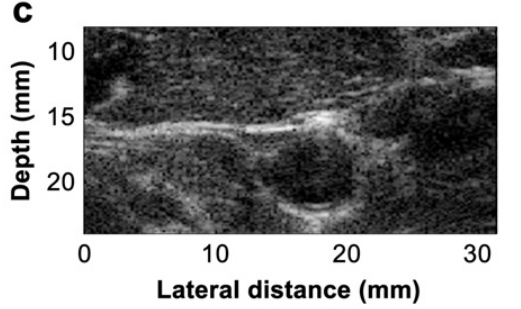 C
Depth (mm)
10
15
20
0 10 20 30
Lateral distance (mm)